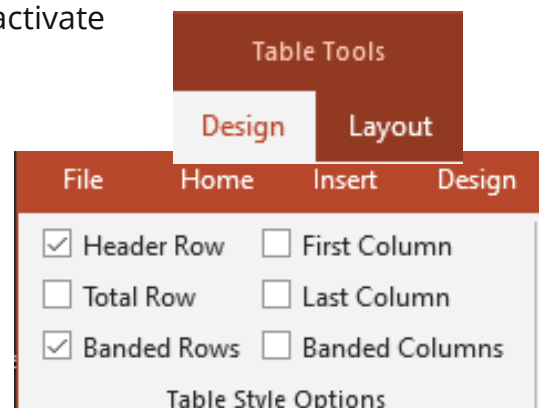 activate
Table Tools
Design Layout
File Home Insert Design
Header Row First Column
Total Row Last Column
Banded Rows Banded Columns
Table Style Options